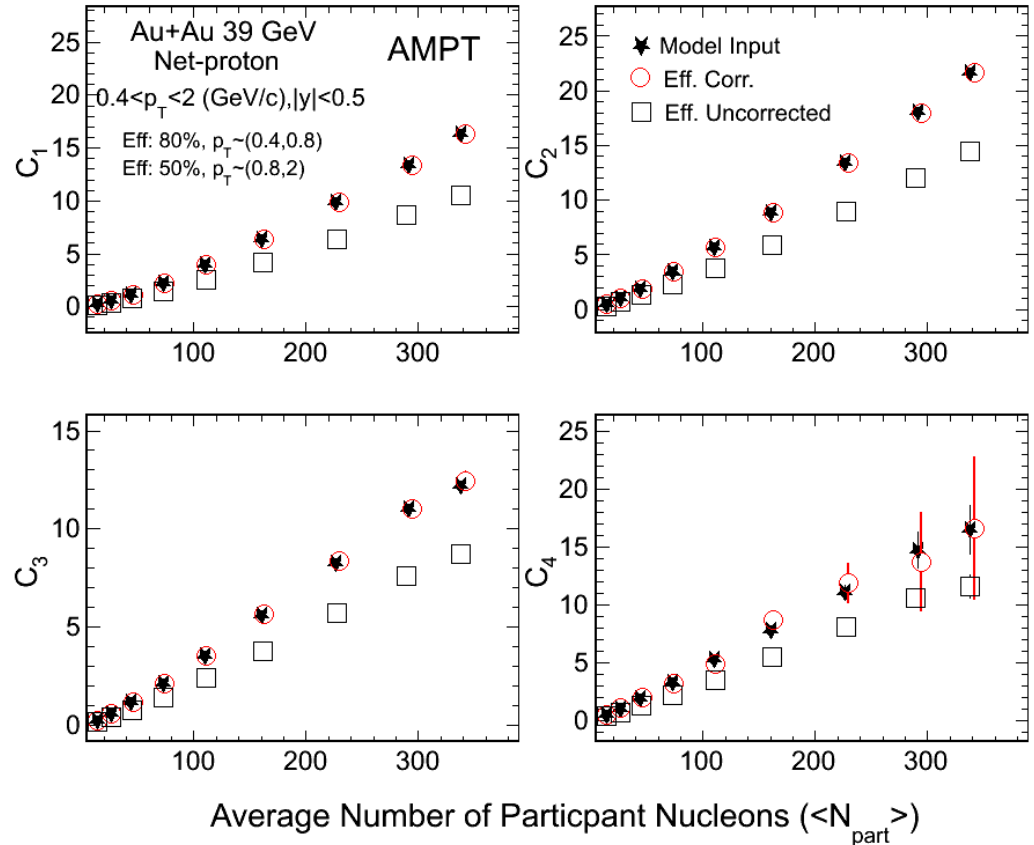 Au+Au 39 GeV
Net-proton
AMPT
0.4<p_T<2 (GeV/c),|y|<0.5
Eff: 80%, p_T~(0.4,0.8)
Eff: 50%, p_T~(0.8,2)
C_1
25
20
15
10
5
0
100
200
300
Model Input
Eff. Corr.
Eff. Uncorrected
C_2
25
20
15
10
5
0
100
200
300
C_3
15
10
5
0
100
200
300
C_4
25
20
15
10
5
0
100
200
300
Average Number of Particpant Nucleons (<N_part>)